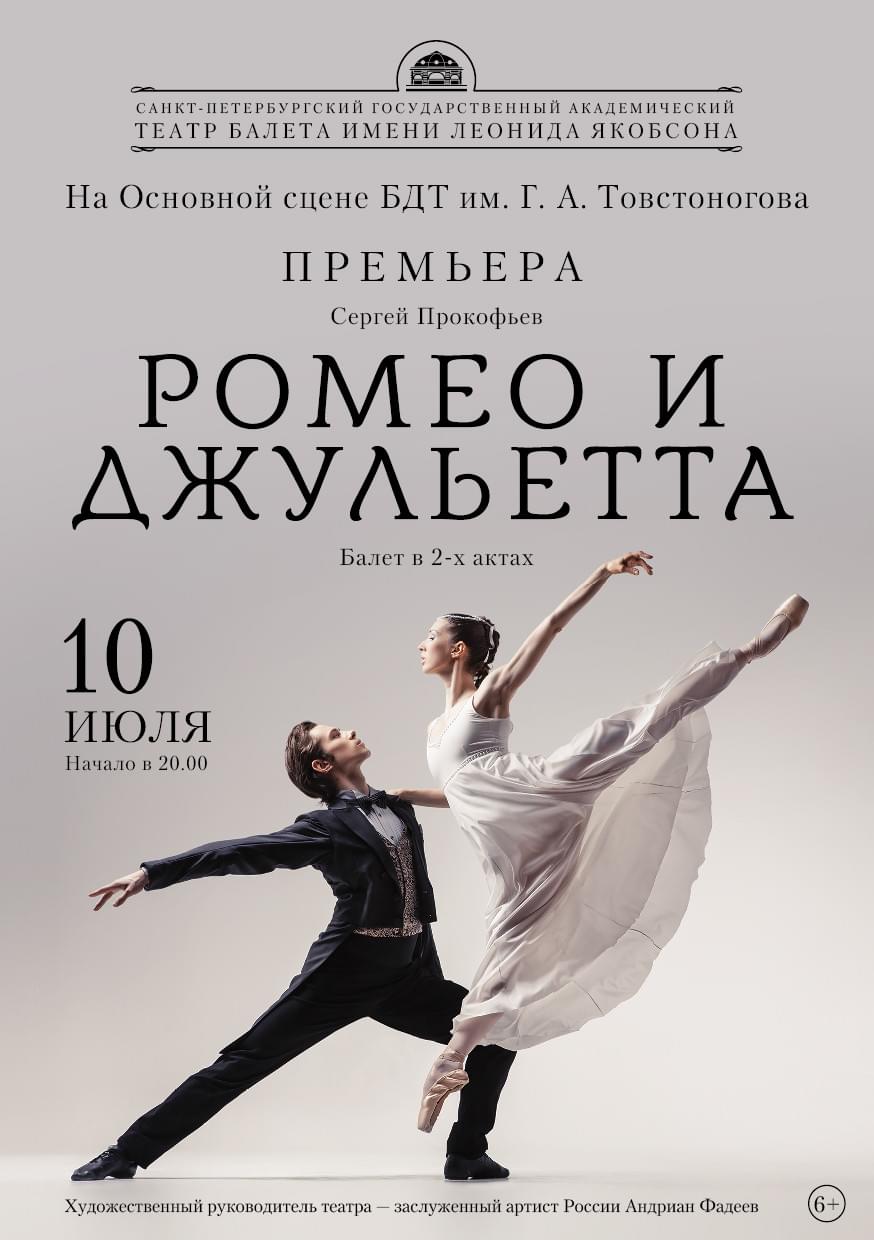 САНКТ-ПЕТЕРБУРГСКИЙ ГОСУДАРСТВЕННЫЙ АКАДЕМИЧЕСКИЙ
ТЕАТР БАЛЕТА ИМЕНИ ЛЕОНИДА ЯКОБСОНА
На Основной сцене БДТ им. Г. А. Товстоногова
ПРЕМЬЕРА
Сергей Прокофьев
РОМЕО И
ДЖУЛЬЕТТА
Балет в 2-х актах
10
ИЮЛЯ
Начало в 20.00
Художественный руководитель театра — заслуженный артист России Андриан Фадеев
6+